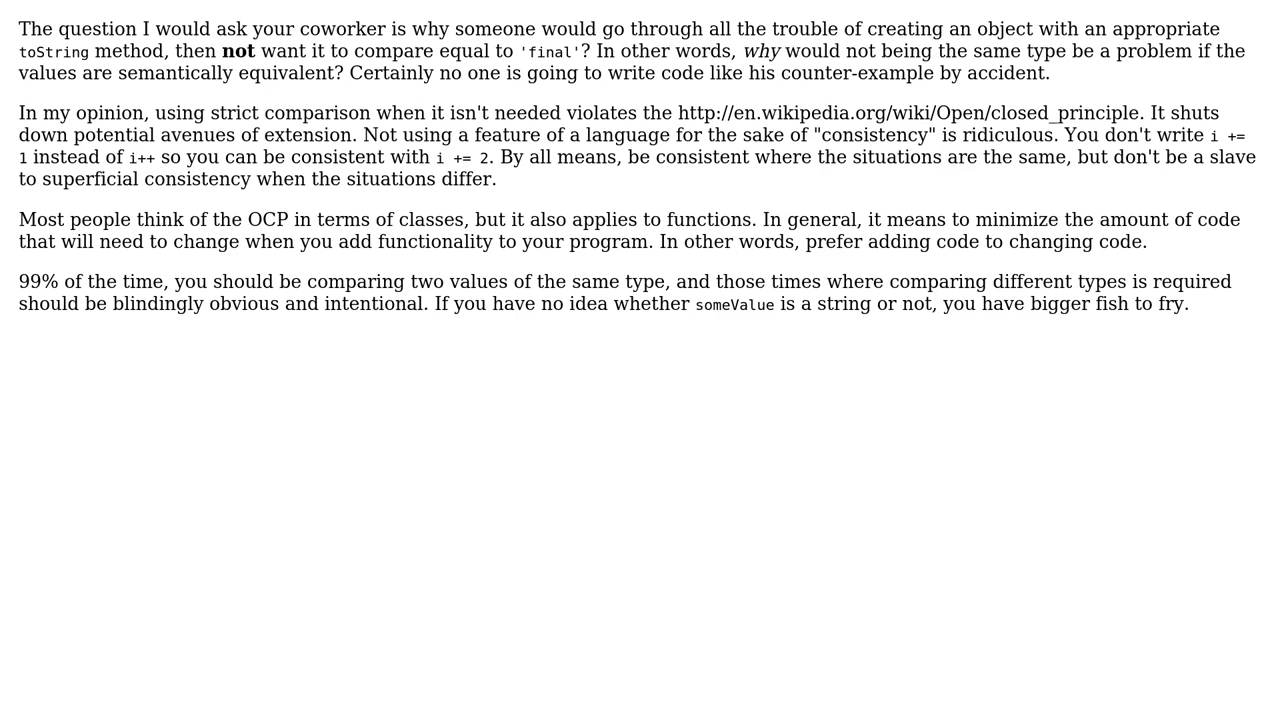 The question I would ask your coworker is why someone would go through all the trouble of creating an object with an appropriate
toString method, then not want it to compare equal to 'final'? In other words, why would not being the same type be a problem if the
values are semantically equivalent? Certainly no one is going to write code like his counter-example by accident.
In my opinion, using strict comparison when it isn't needed violates the http://en.wikipedia.org/wiki/Open/closed_principle. It shuts
down potential avenues of extension. Not using a feature of a language for the sake of "consistency" is ridiculous. You don't write i +=
1 instead of i++ so you can be consistent with i += 2. By all means, be consistent where the situations are the same, but don't be a slave
to superficial consistency when the situations differ.
Most people think of the OCP in terms of classes, but it also applies to functions. In general, it means to minimize the amount of code
that will need to change when you add functionality to your program. In other words, prefer adding code to changing code.
99% of the time, you should be comparing two values of the same type, and those times where comparing different types is required
should be blindingly obvious and intentional. If you have no idea whether someValue is a string or not, you have bigger fish to fry.